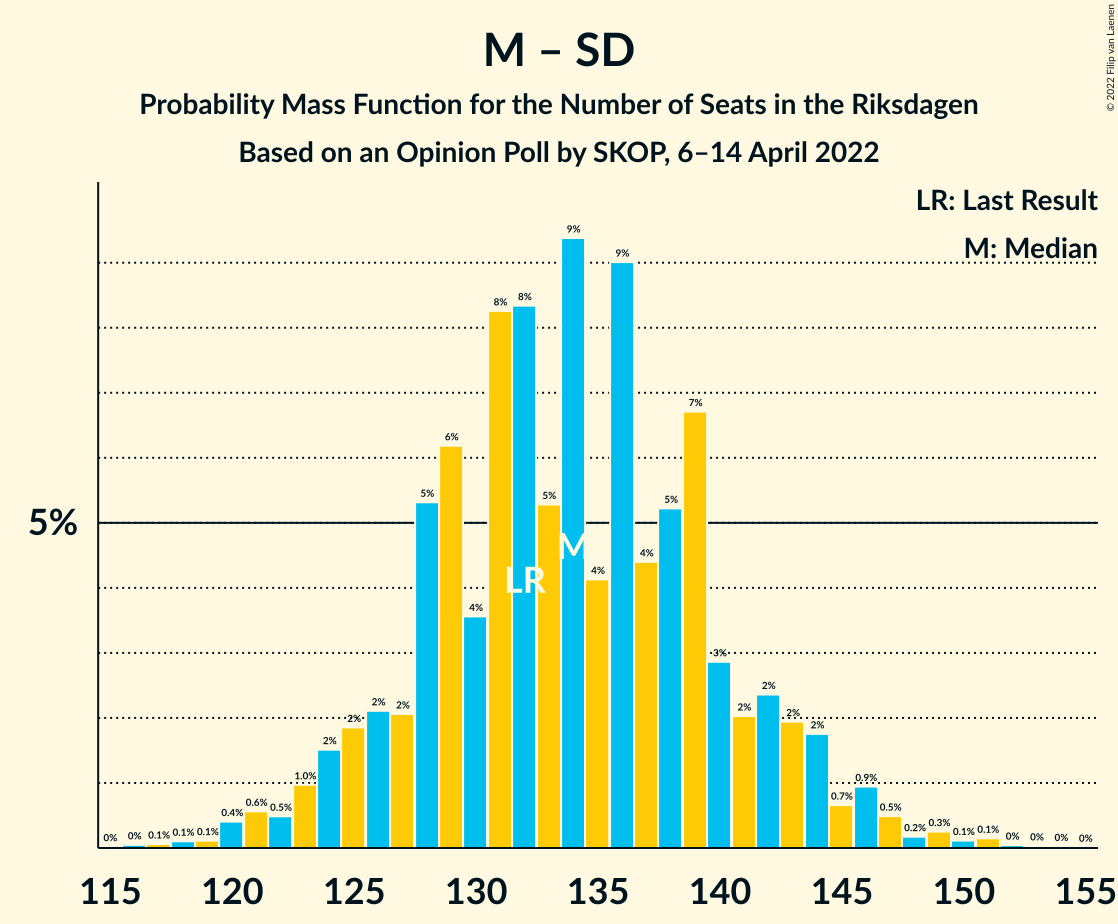 M – SD
Probability Mass Function for the Number of Seats in the Riksdagen
Based on an Opinion Poll by SKOP, 6–14 April 2022
© 2022 Filip van Laenen
LR: Last Result
M: Median
5%
0% 0% 0.1% 0.1% 0.1% 0.4% 0.6% 0.5% 1.0% 2% 2% 2% 2% 5% 6% 4% 8% 8% 5% 9% 4% 9% 4% 5% 7% 3% 2% 2% 2% 2% 0.7% 0.9% 0.5% 0.2% 0.3% 0.1% 0.1% 0% 0% 0% 0%
M
LR
115 120 125 130 135 140 145 150 155